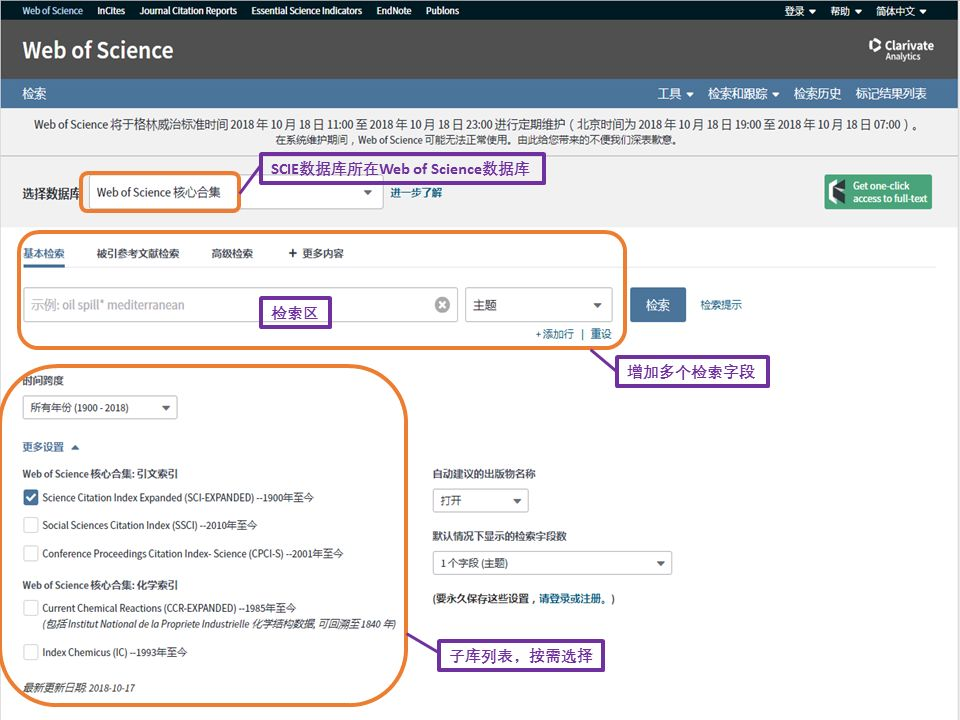 Web of Science InCites Journal Citation Reports Essential Science Indicators EndNote Publons 登录 帮助 简体中文
Web of Science
Clarivate
Analytics
检索 工具 检索和跟踪 检索历史 标记结果列表
Web of Science 将于格林威治标准时间 2018 年 10 月 18 日 11:00 至 2018 年 10 月 18 日 23:00 进行定期维护（北京时间为 2018 年 10 月 18 日 19:00 至 2018 年 10 月 18 日 07:00）。
在系统维护期间，Web of Science 可能无法正常使用。由此给您带来的不便我们深表歉意。
SCIE数据库所在Web of Science数据库
选择数据库 Web of Science 核心合集 进一步了解
Get one-click
access to full-text
基本检索 被引参考文献检索 高级检索 + 更多内容
示例: oil spill* mediterranean 检索区 主题 检索 检索提示
+添加行 | 重设
增加多个检索字段
时间跨度
所有年份 (1900 - 2018)
更多设置
Web of Science 核心合集: 引文索引
Science Citation Index Expanded (SCI-EXPANDED) --1900年至今
Social Sciences Citation Index (SSCI) --2010年至今
Conference Proceedings Citation Index- Science (CPCI-S) --2001年至今
Web of Science 核心合集: 化学索引
Current Chemical Reactions (CCR-EXPANDED) --1985年至今
(包括 Institut National de la Propriete Industrielle 化学结构数据, 可回溯至 1840 年)
Index Chemicus (IC) --1993年至今
最新更新日期: 2018-10-17
自动建议的出版物名称
打开
默认情况下显示的检索字段数
1 个字段 (主题)
(要永久保存这些设置，请登录或注册。)
子库列表，按需选择